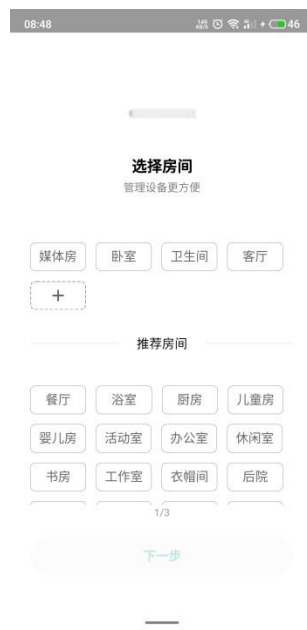 08:48 46
选择房间
管理设备更方便
媒体房 卧室 卫生间 客厅
+
推荐房间
餐厅 浴室 厨房 儿童房
婴儿房 活动室 办公室 休闲室
书房 工作室 衣帽间 后院
1/3
下一步